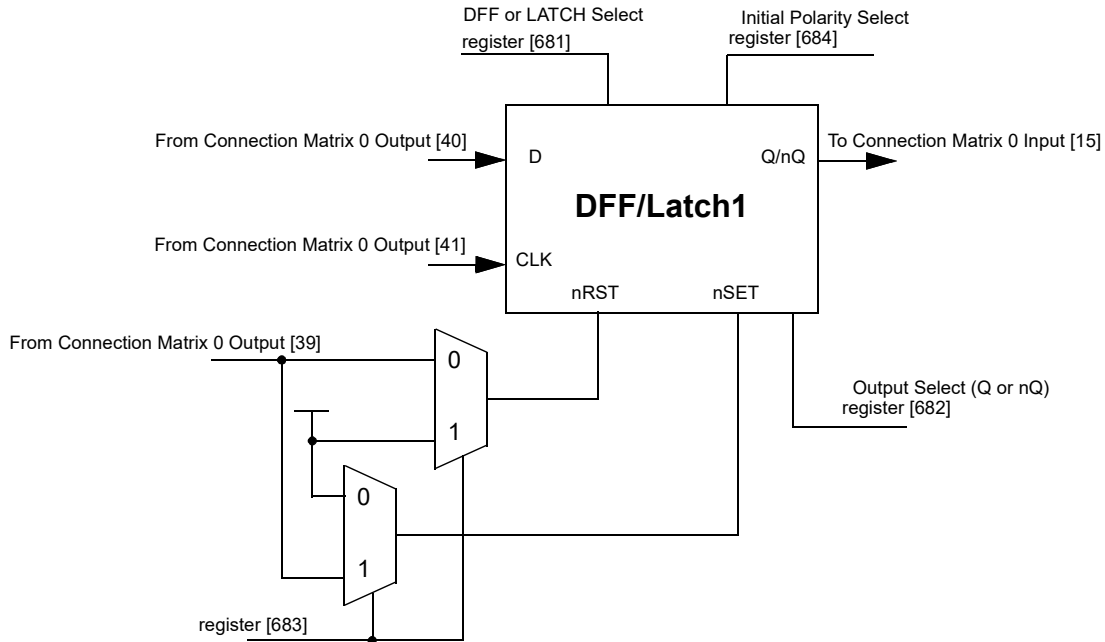 DFF or LATCH Select
register [681]
Initial Polarity Select
register [684]
From Connection Matrix 0 Output [40]
D
Q/nQ
To Connection Matrix 0 Input [15]
DFF/Latch1
From Connection Matrix 0 Output [41]
CLK
nRST
nSET
From Connection Matrix 0 Output [39]
0
1
Output Select (Q or nQ)
register [682]
0
1
register [683]